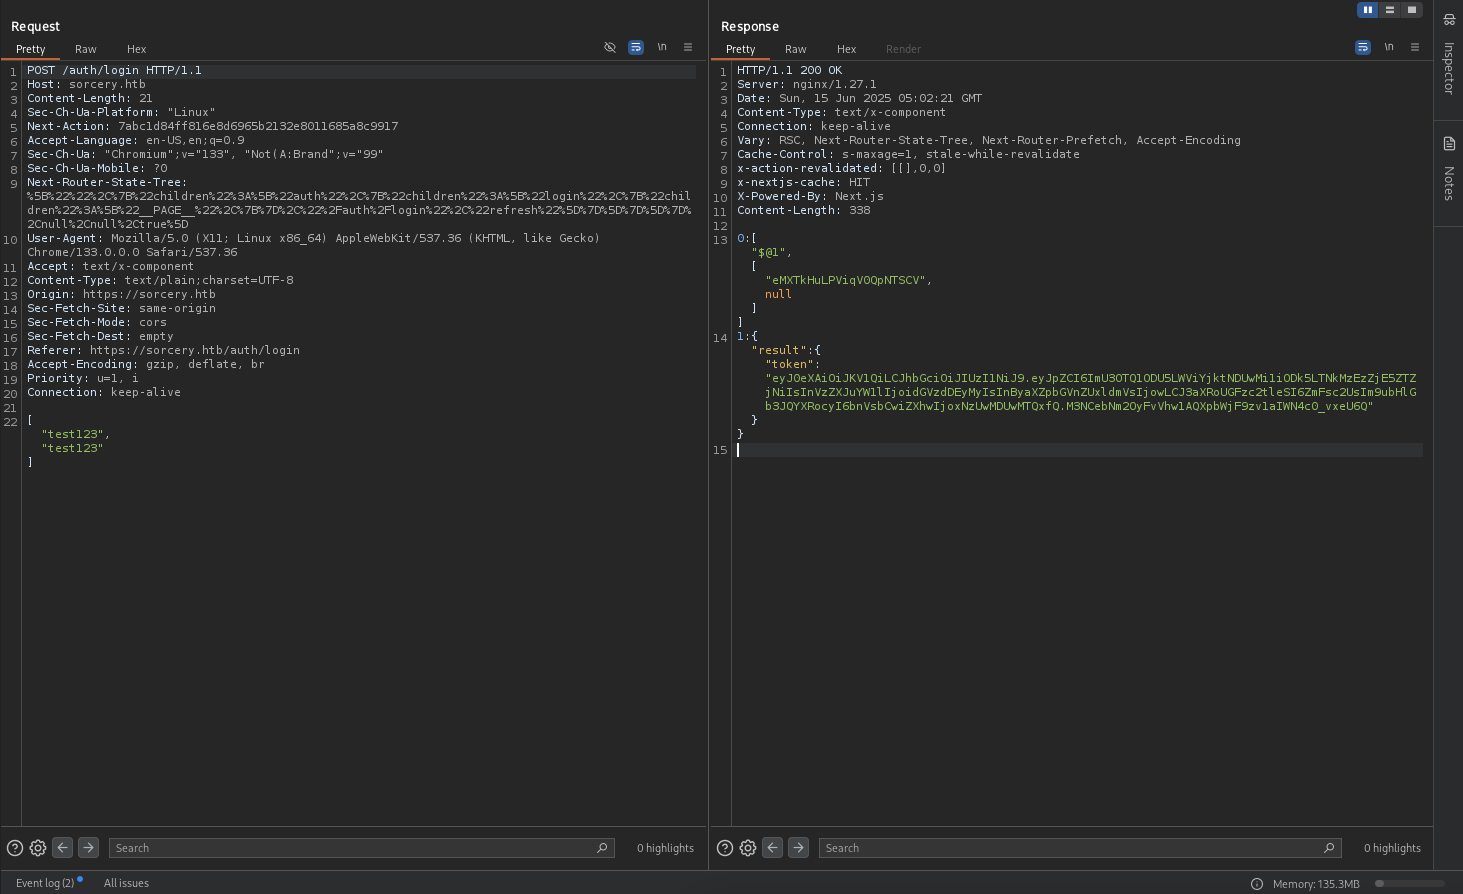 Request
Pretty Raw Hex \n
1 POST /auth/login HTTP/1.1
2 Host: sorcery.htb
3 Content-Length: 21
4 Sec-Ch-Ua-Platform: "Linux"
5 Next-Action: 7abc1d84ff816e8d6965b2132e8011685a8c9917
6 Accept-Language: en-US,en;q=0.9
7 Sec-Ch-Ua: "Chromium";v="133", "Not(A:Brand";v="99"
8 Sec-Ch-Ua-Mobile: ?0
9 Next-Router-State-Tree:
%5B%22%22%2C%7B%22children%22%3A%5B%22auth%22%2C%7B%22children%22%3A%5B%22login%22%2C%7B%22chil
dren%22%3A%5B%22__PAGE__%22%2C%7B%7D%2C%22%2Fauth%2Flogin%22%2C%22refresh%22%5D%7D%5D%7D%5D%7D%
2Cnull%2Cnull%2Ctrue%5D
10 User-Agent: Mozilla/5.0 (X11; Linux x86_64) AppleWebKit/537.36 (KHTML, like Gecko)
Chrome/133.0.0.0 Safari/537.36
11 Accept: text/x-component
12 Content-Type: text/plain;charset=UTF-8
13 Origin: https://sorcery.htb
14 Sec-Fetch-Site: same-origin
15 Sec-Fetch-Mode: cors
16 Sec-Fetch-Dest: empty
17 Referer: https://sorcery.htb/auth/login
18 Accept-Encoding: gzip, deflate, br
19 Priority: u=1, i
20 Connection: keep-alive
21
22 [
"test123",
"test123"
]
Search
0 highlights
Response
Pretty Raw Hex Render \n
1 HTTP/1.1 200 OK
2 Server: nginx/1.27.1
3 Date: Sun, 15 Jun 2025 05:02:21 GMT
4 Content-Type: text/x-component
5 Connection: keep-alive
6 Vary: RSC, Next-Router-State-Tree, Next-Router-Prefetch, Accept-Encoding
7 Cache-Control: s-maxage=1, stale-while-revalidate
8 x-action-revalidated: [[],0,0]
9 x-nextjs-cache: HIT
10 X-Powered-By: Next.js
11 Content-Length: 338
12
13 0:[
"$@1",
[
"eMXTkHuLPViqV0QpNTSCV",
null
]
]
14 1:{
"result":{
"token":
"eyJ0eXAiOiJKV1QiLCJhbGciOiJIUzI1NiJ9.eyJpZCI6ImU3OTQ1ODU5LWViYjktNDUwMi1iODk5LTNkMzEzZjE5ZTZ
jNiIsInVzZXJuYW1lIjoidGVzdDEyMyIsInByaXZpbGVnZUxldmVsIjowLCJ3aXRoUGFzc2tleSI6ZmFsc2UsIm9ubHlG
b3JQYXRocyI6bnVsbCwiZXhwIjoxNzUwMDUwMTQxfQ.M3NCebNm2OyFvVhw1AQXpbWjF9zv1aIWN4c0_vxeU6Q"
}
}
15
Search
0 highlights
Inspector
Notes
Event log (2) All issues
Memory: 135.3MB